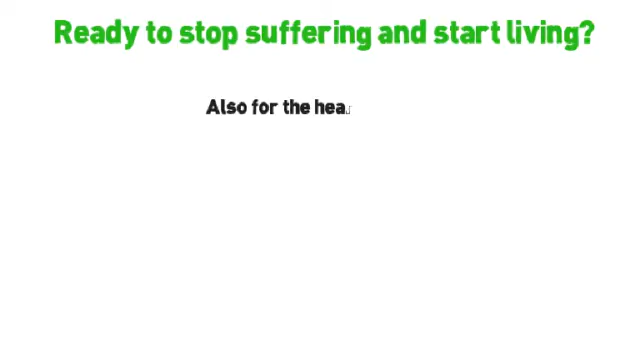 Ready to stop suffering and start living?
Also for the hea